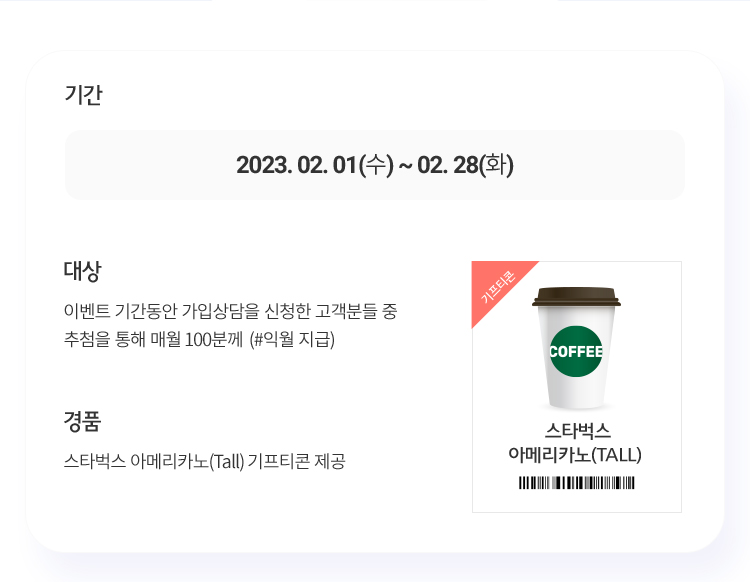 기간
2023. 02. 01(수) ~ 02. 28(화)
대상
이벤트 기간동안 가입상담을 신청한 고객분들 중
추첨을 통해 매월 100분께 (#익월 지급)
경품
스타벅스 아메리카노(Tall) 기프티콘 제공
기프티콘
COFFEE
스타벅스
아메리카노(TALL)